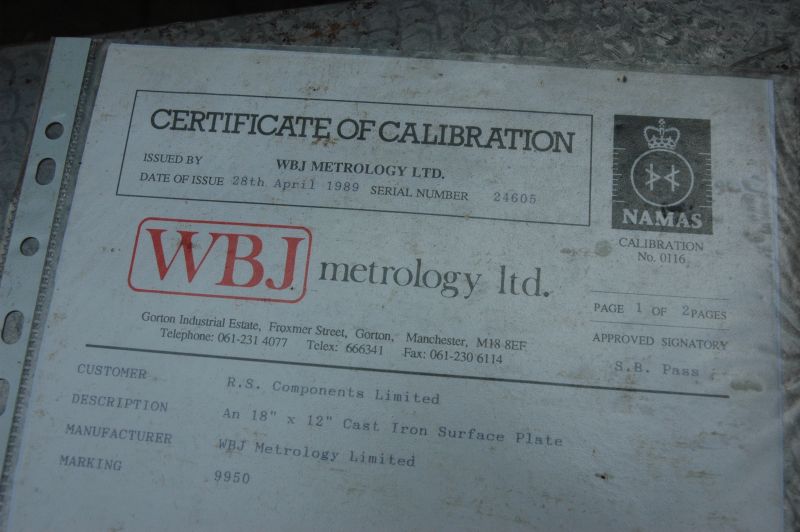 CERTIFICATE OF CALIBRATION
ISSUED BY WBJ METROLOGY LTD.
DATE OF ISSUE 28th April 1989 SERIAL NUMBER 24605
NAMAS
CALIBRATION
No. 0116
WBJ metrology ltd.
Gorton Industrial Estate, Froxmer Street, Gorton, Manchester, M18 8EF
Telephone: 061-231 4077 Telex: 666341 Fax: 061-230 6114
PAGE 1 OF 2 PAGES
APPROVED SIGNATORY
S.B. Pass
CUSTOMER R.S. Components Limited
DESCRIPTION An 18" x 12" Cast Iron Surface Plate
MANUFACTURER WBJ Metrology Limited
MARKING 9950